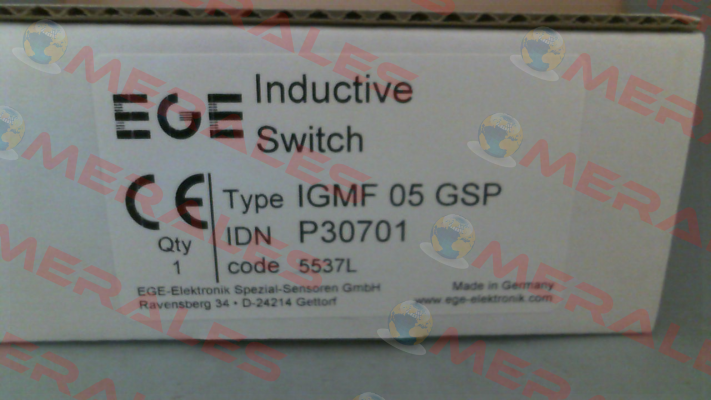 EGE Inductive
Switch
CE
Type IGMF 05 GSP
Qty IDN P30701
1 code 5537L
EGE-Elektronik Spezial-Sensoren GmbH
Ravensberg 34 • D-24214 Gettorf
Made in Germany
www.ege-elektronik.com
MERALES
MERALES
MERALES
MERALES